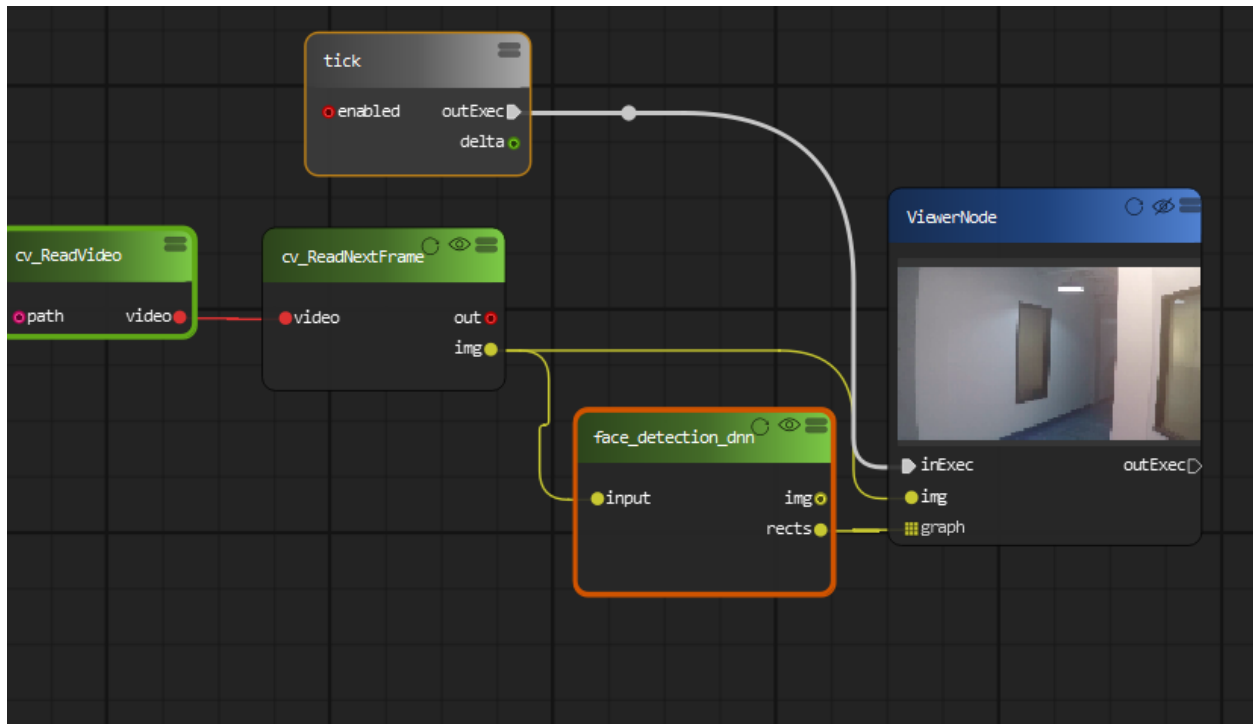 tick
enabled
outExec
delta
cv_ReadVideo
path
video
cv_ReadNextFrame
video
out
img
face_detection_dnn
input
img
rects
ViewerNode
inExec
outExec
img
graph